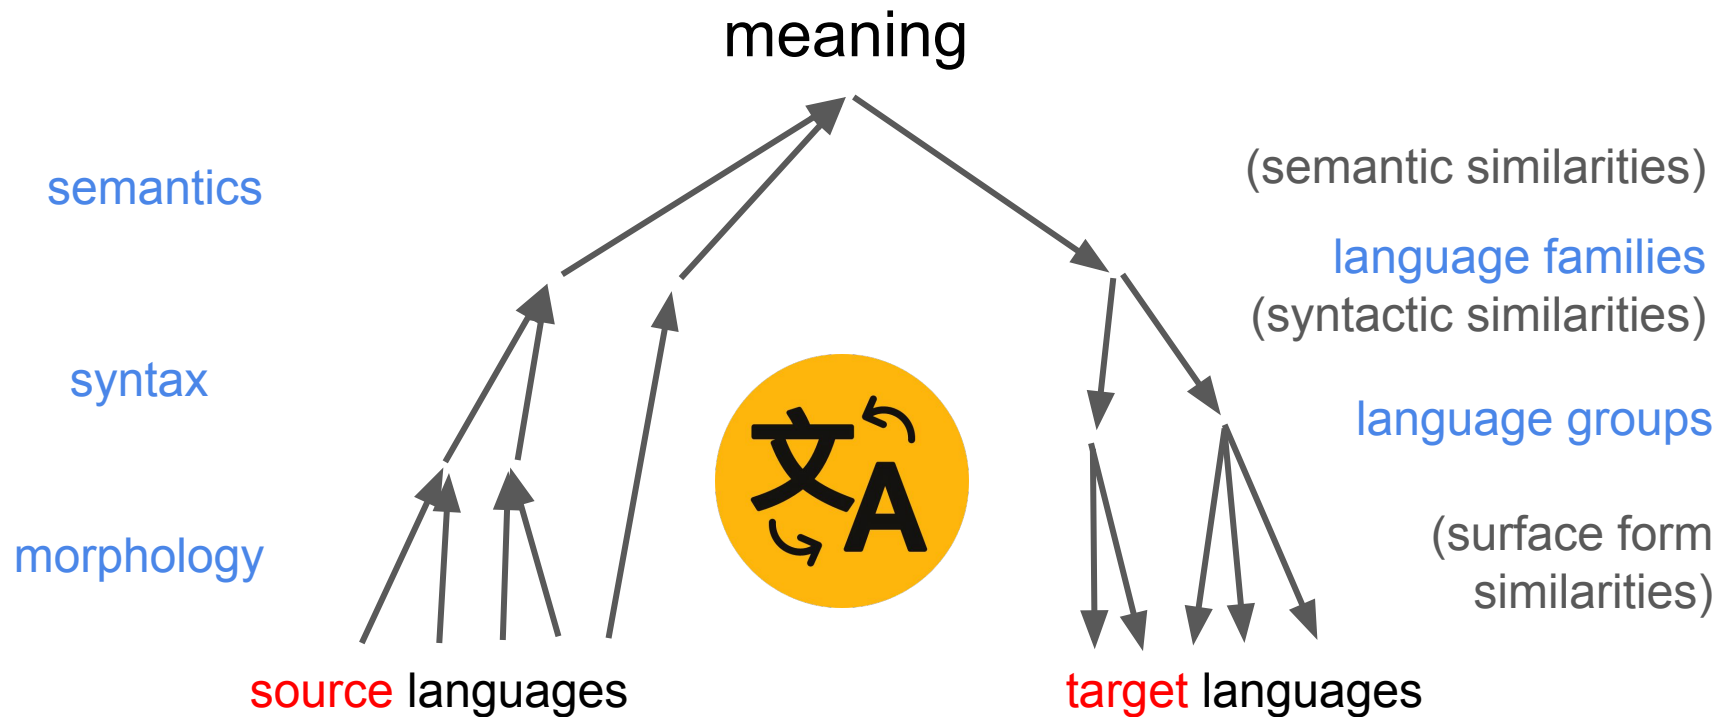 meaning
semantics
(semantic similarities)
language families
(syntactic similarities)
syntax
language groups
文A
morphology
(surface form
similarities)
source languages
target languages